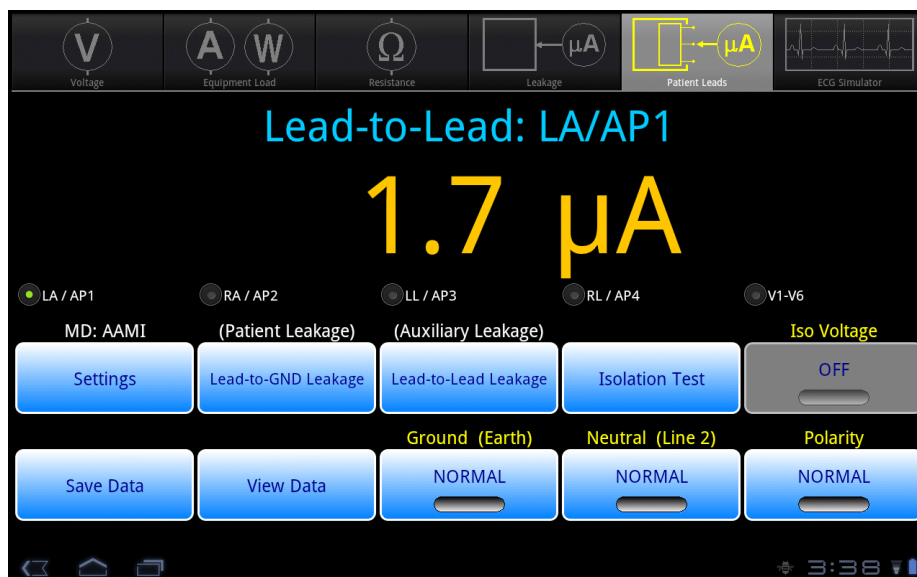 V
A W
Ω
µA
µA
Voltage
Equipment Load
Resistance
Leakage
Patient Leads
ECG Simulator
Lead-to-Lead: LA/AP1
1.7 µA
LA / AP1
RA / AP2
LL / AP3
RL / AP4
V1-V6
MD: AAMI
(Patient Leakage)
(Auxiliary Leakage)
Iso Voltage
Settings
Lead-to-GND Leakage
Lead-to-Lead Leakage
Isolation Test
OFF
Ground (Earth)
Neutral (Line 2)
Polarity
Save Data
View Data
NORMAL
NORMAL
NORMAL
3:38